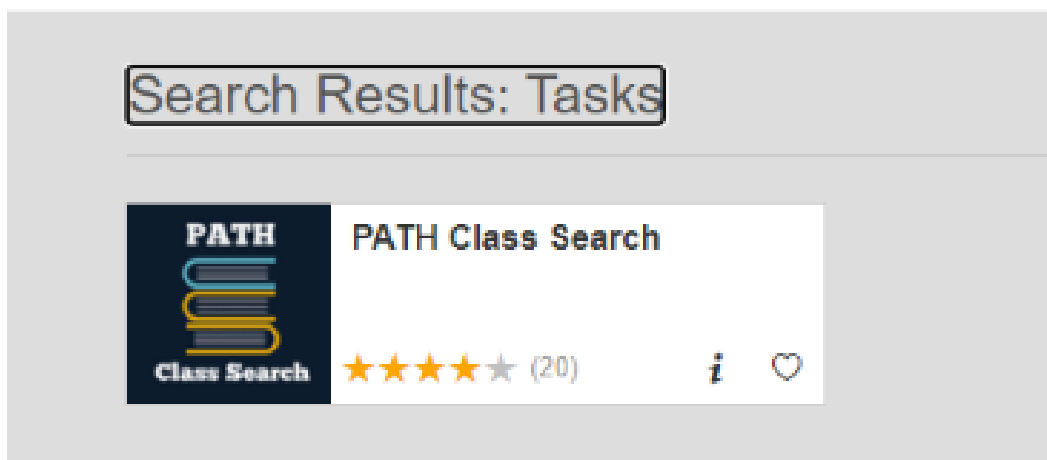 Search Results: Tasks
PATH
Class Search
PATH Class Search
(20)
i